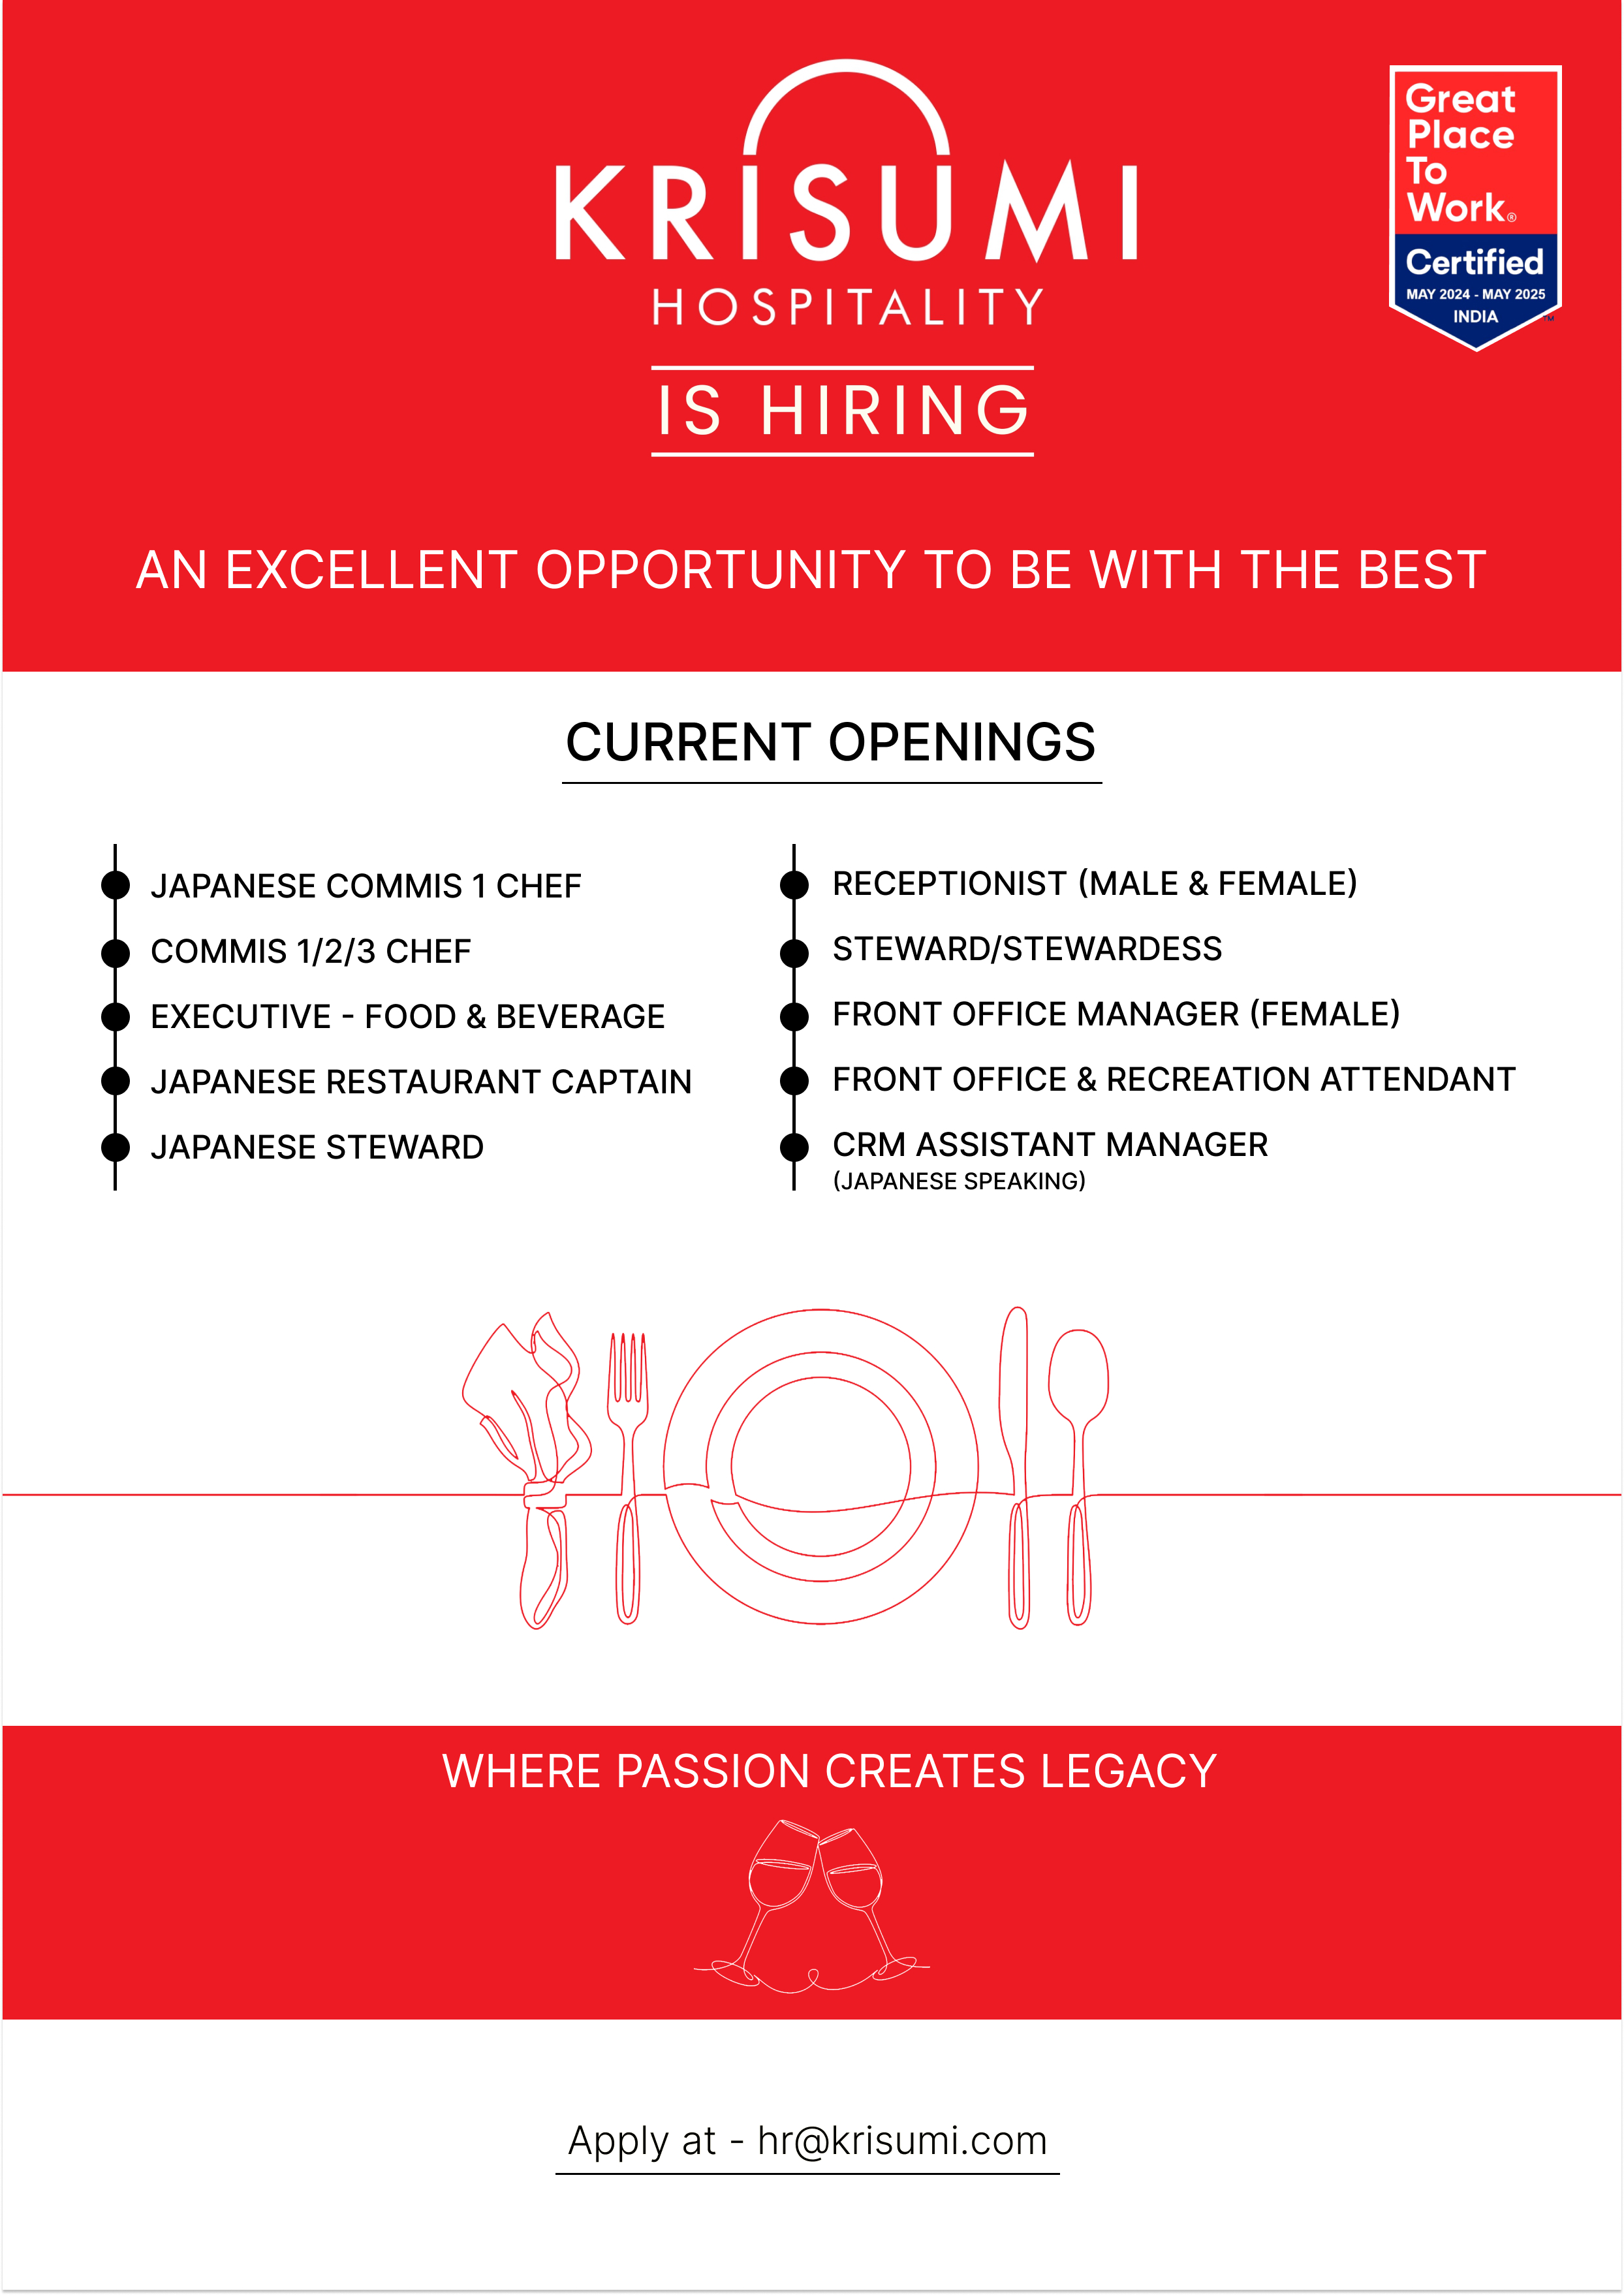 KRISUMI
HOSPITALITY
IS HIRING
Great
Place
To
Work®
Certified
MAY 2024 - MAY 2025
INDIA
™
AN EXCELLENT OPPORTUNITY TO BE WITH THE BEST
CURRENT OPENINGS
JAPANESE COMMIS 1 CHEF
COMMIS 1/2/3 CHEF
EXECUTIVE - FOOD & BEVERAGE
JAPANESE RESTAURANT CAPTAIN
JAPANESE STEWARD
RECEPTIONIST (MALE & FEMALE)
STEWARD/STEWARDESS
FRONT OFFICE MANAGER (FEMALE)
FRONT OFFICE & RECREATION ATTENDANT
CRM ASSISTANT MANAGER
(JAPANESE SPEAKING)
WHERE PASSION CREATES LEGACY
Apply at - hr@krisumi.com